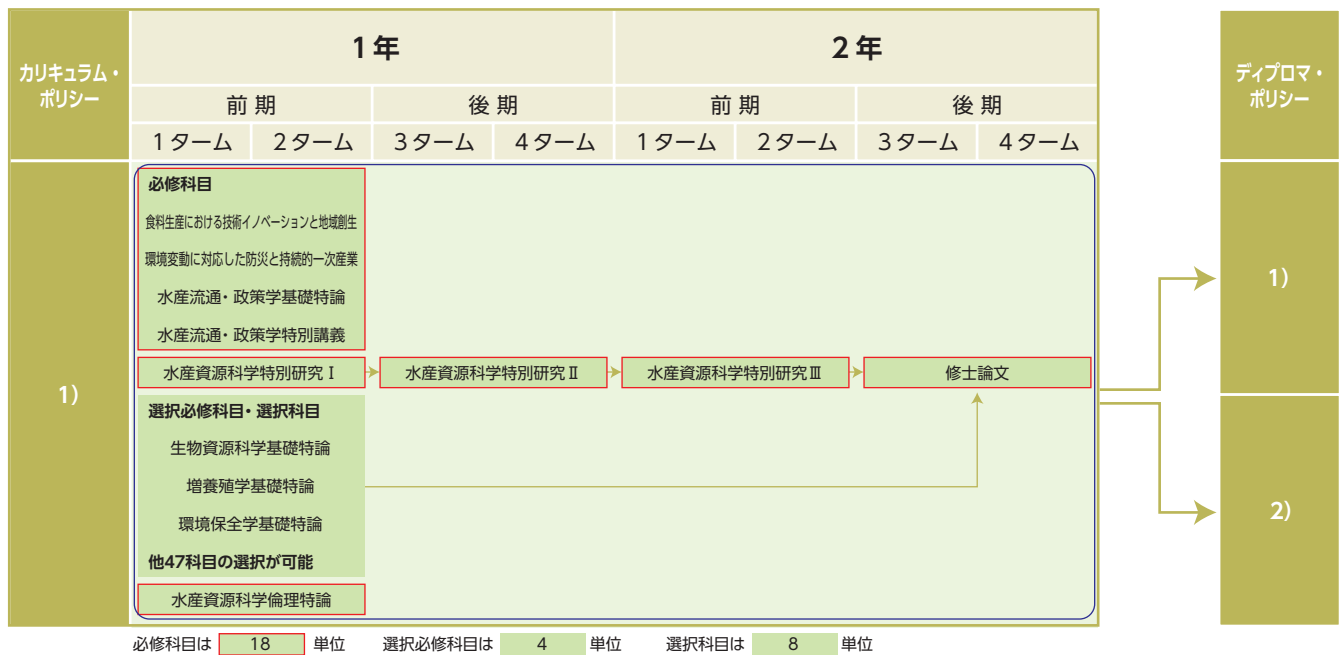 カリキュラム・
ポリシー
1年
2年
ディプロマ・
ポリシー
前 期
後 期
前 期
後 期
1ターム
2ターム
3ターム
4ターム
1ターム
2ターム
3ターム
4ターム
1)
必修科目
食料生産における技術イノベーションと地域創生
環境変動に対応した防災と持続的一次産業
水産流通・政策学基礎特論
水産流通・政策学特別講義
水産資源科学特別研究Ⅰ
水産資源科学特別研究Ⅱ
水産資源科学特別研究Ⅲ
修士論文
選択必修科目・選択科目
生物資源科学基礎特論
増養殖学基礎特論
環境保全学基礎特論
他47科目の選択が可能
水産資源科学倫理特論
1)
2)
必修科目は 18 単位 選択必修科目は 4 単位 選択科目は 8 単位